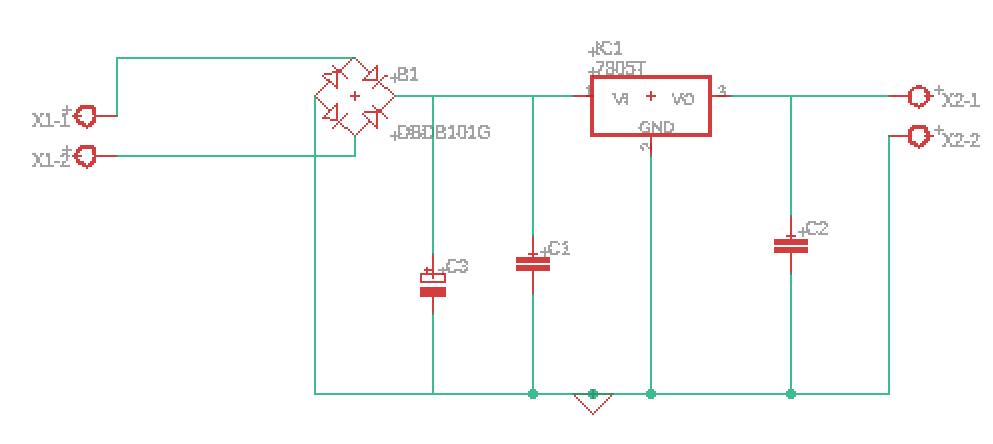 IC1
7805T
B1
1
VI
VO
3
X2-1
X1-1
DBDB101G
GND
X2-2
2
X1-2
C2
C1
C3